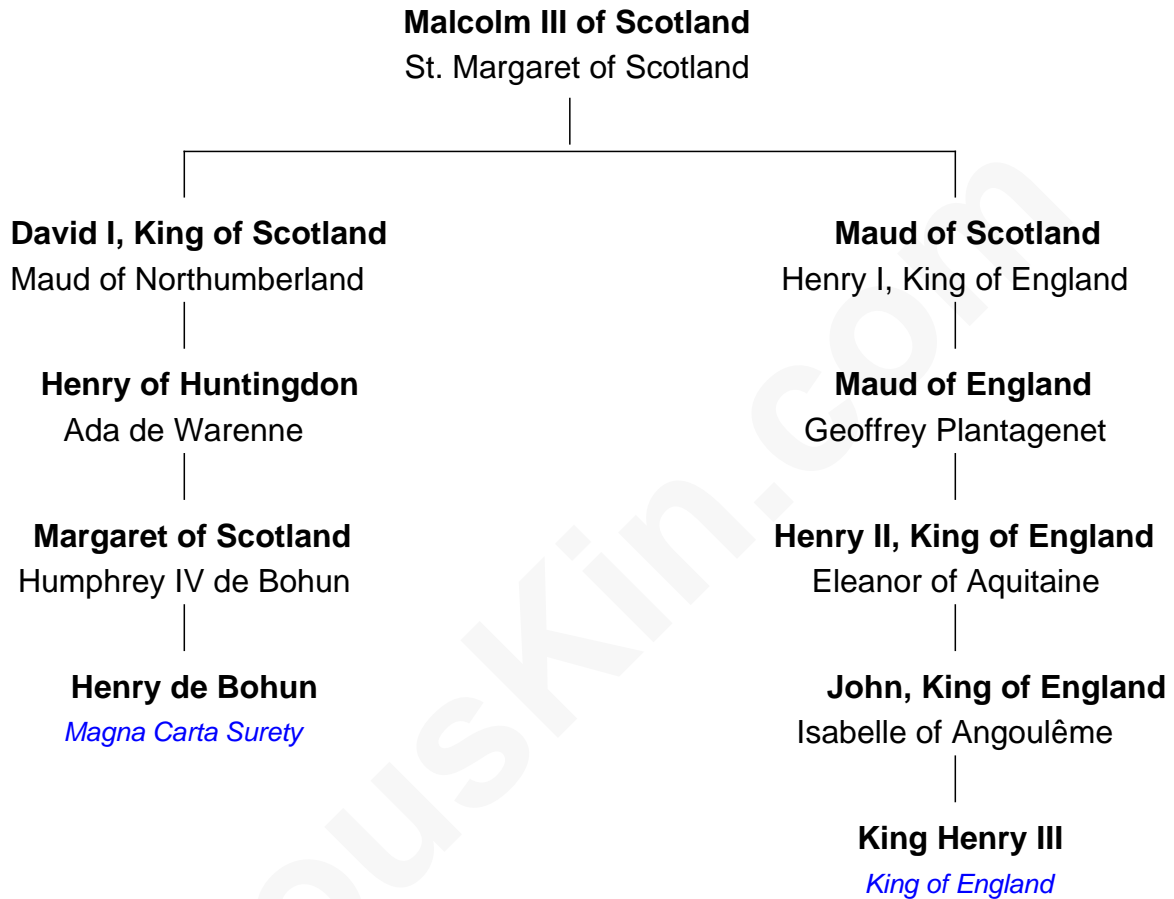 Malcolm III of Scotland
St. Margaret of Scotland
David I, King of Scotland
Maud of Northumberland
Maud of Scotland
Henry I, King of England
Henry of Huntingdon
Ada de Warenne
Maud of England
Geoffrey Plantagenet
Margaret of Scotland
Humphrey IV de Bohun
Henry II, King of England
Eleanor of Aquitaine
Henry de Bohun
Magna Carta Surety
John, King of England
Isabelle of Angoulême
King Henry III
King of England